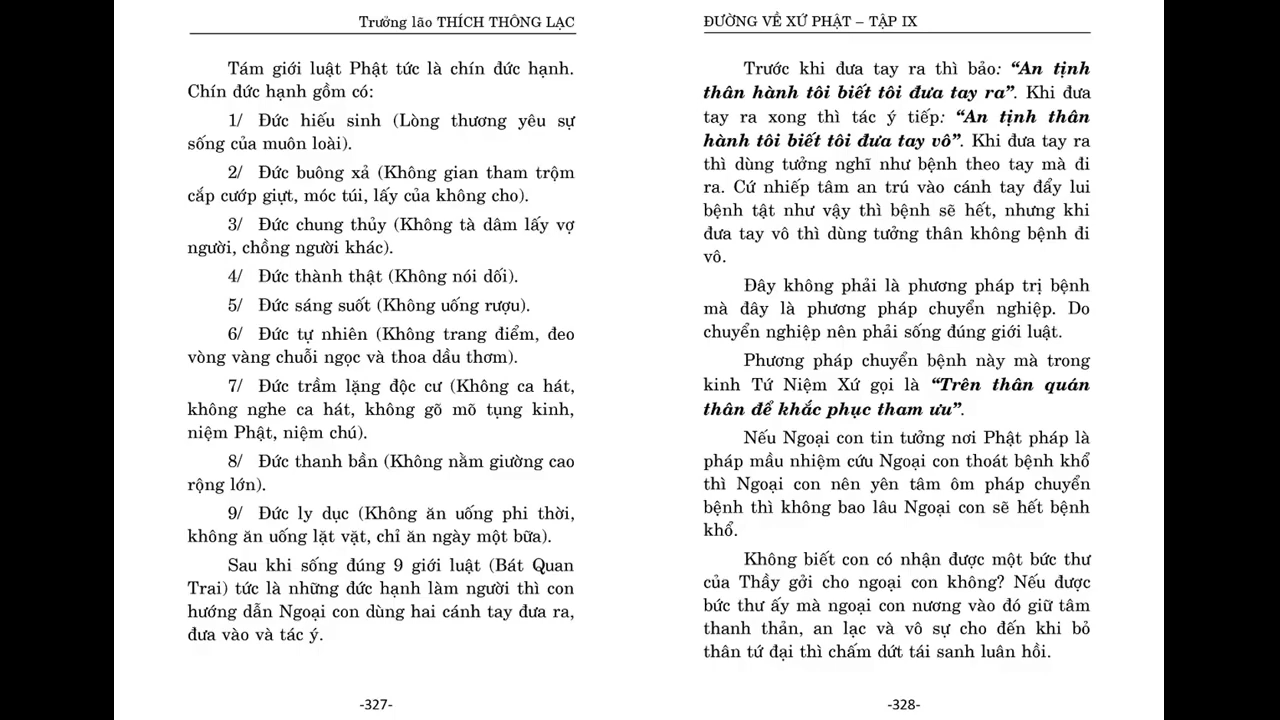 Trưởng lão THÍCH THÔNG LẠC
Tám giới luật Phật tức là chín đức hạnh.
Chín đức hạnh gồm có:
1/ Đức hiếu sinh (Lòng thương yêu sự
sống của muôn loài).
2/ Đức buông xả (Không gian tham trộm
cắp cướp giựt, móc túi, lấy của không cho).
3/ Đức chung thủy (Không tà dâm lấy vợ
người, chồng người khác).
4/ Đức thành thật (Không nói dối).
5/ Đức sáng suốt (Không uống rượu).
6/ Đức tự nhiên (Không trang điểm, đeo
vòng vàng chuỗi ngọc và thoa dầu thơm).
7/ Đức trầm lặng độc cư (Không ca hát,
không nghe ca hát, không gõ mõ tụng kinh,
niệm Phật, niệm chú).
8/ Đức thanh bần (Không nằm giường cao
rộng lớn).
9/ Đức ly dục (Không ăn uống phi thời,
không ăn uống lặt vặt, chỉ ăn ngày một bữa).
Sau khi sống đúng 9 giới luật (Bát Quan
Trai) tức là những đức hạnh làm người thì con
hướng dẫn Ngoại con dùng hai cánh tay đưa ra,
đưa vào và tác ý.
-327-
ĐƯỜNG VỀ XỨ PHẬT – TẬP IX
Trước khi đưa tay ra thì bảo: “An tịnh
thân hành tôi biết tôi đưa tay ra”. Khi đưa
tay ra xong thì tác ý tiếp: “An tịnh thân
hành tôi biết tôi đưa tay vô”. Khi đưa tay ra
thì dùng tưởng nghĩ như bệnh theo tay mà đi
ra. Cứ nhiếp tâm an trú vào cánh tay đẩy lui
bệnh tật như vậy thì bệnh sẽ hết, nhưng khi
đưa tay vô thì dùng tưởng thân không bệnh đi
vô.
Đây không phải là phương pháp trị bệnh
mà đây là phương pháp chuyển nghiệp. Do
chuyển nghiệp nên phải sống đúng giới luật.
Phương pháp chuyển bệnh này mà trong
kinh Tứ Niệm Xứ gọi là “Trên thân quán
thân để khắc phục tham ưu”.
Nếu Ngoại con tin tưởng nơi Phật pháp là
pháp mầu nhiệm cứu Ngoại con thoát bệnh khổ
thì Ngoại con nên yên tâm ôm pháp chuyển
bệnh thì không bao lâu Ngoại con sẽ hết bệnh
khổ.
Không biết con có nhận được một bức thư
của Thầy gởi cho ngoại con không? Nếu được
bức thư ấy mà ngoại con nương vào đó giữ tâm
thanh thản, an lạc và vô sự cho đến khi bỏ
thân tứ đại thì chấm dứt tái sanh luân hồi.
-328-